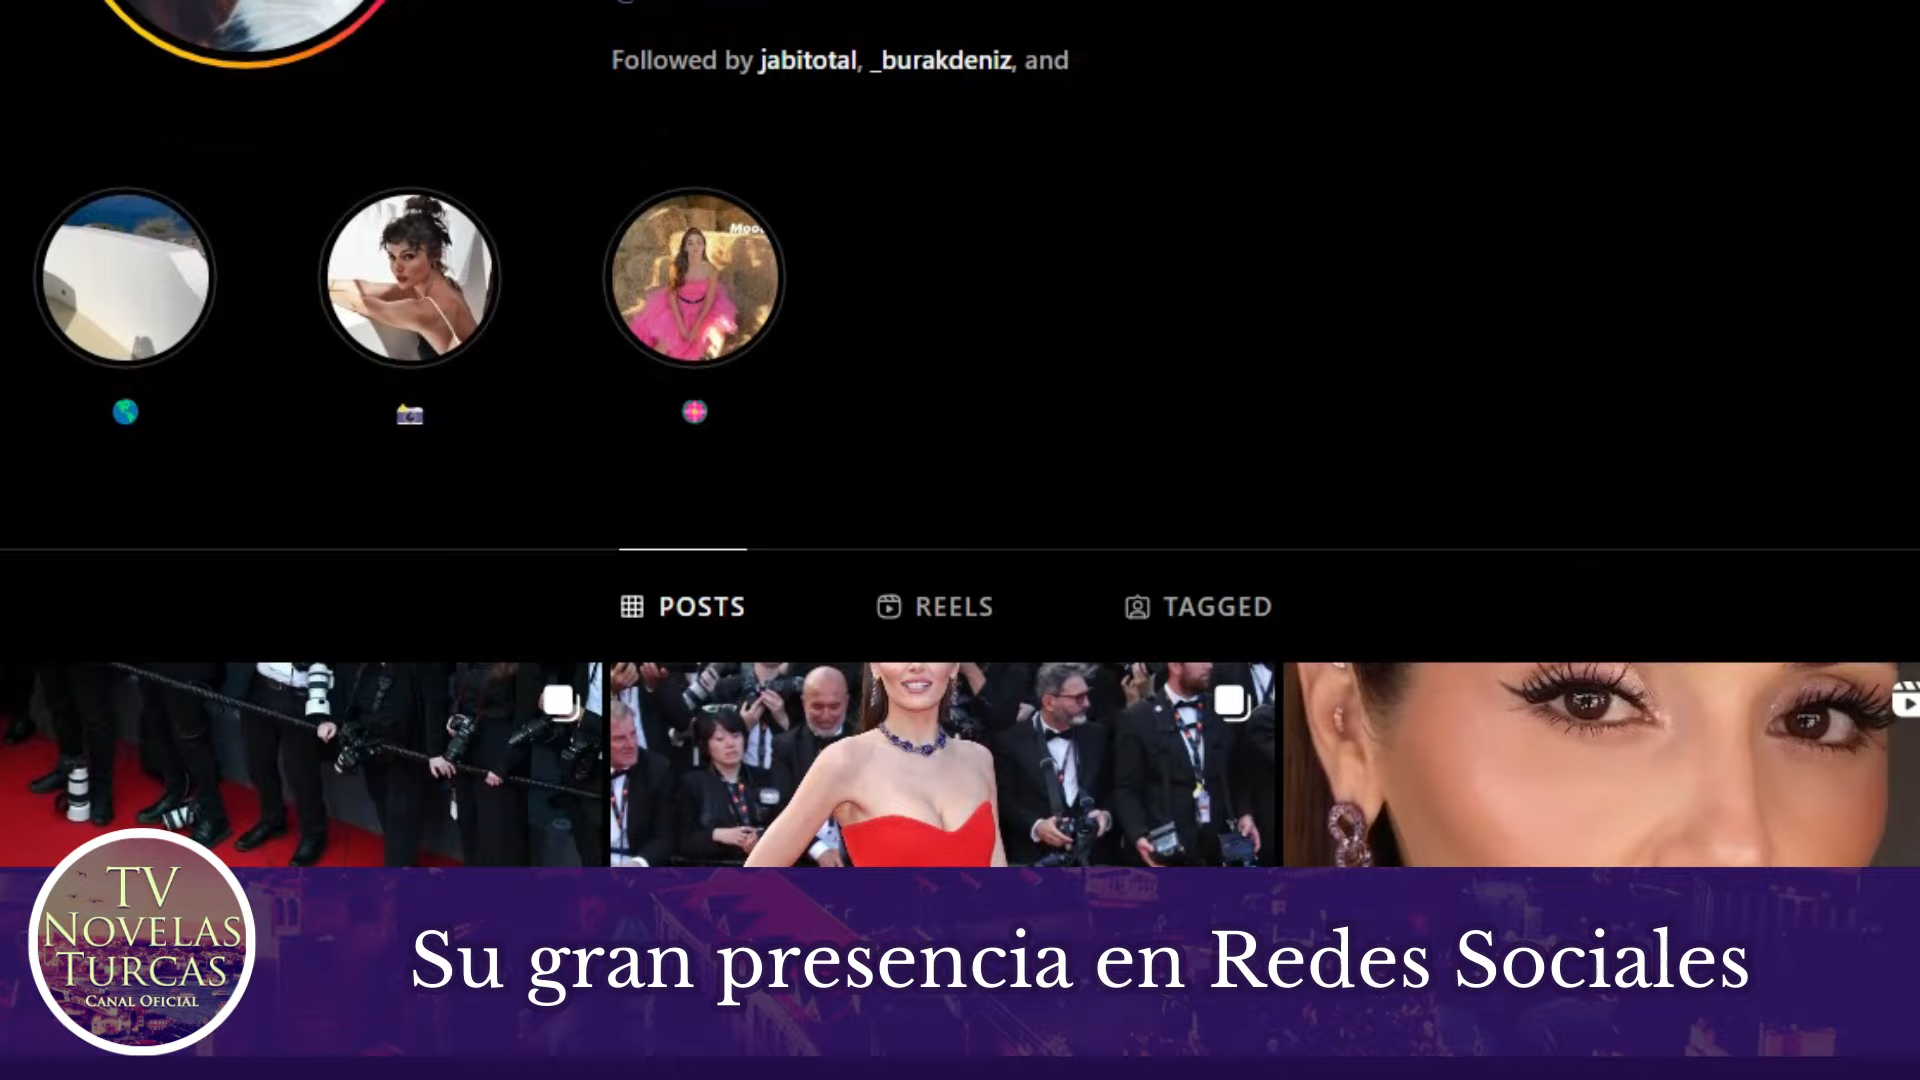 Followed by jabitotal, _burakdeniz, and
Moo
POSTS
REELS
TAGGED
TV
NOVELAS
TURCAS
CANAL OFICIAL
Su gran presencia en Redes Sociales